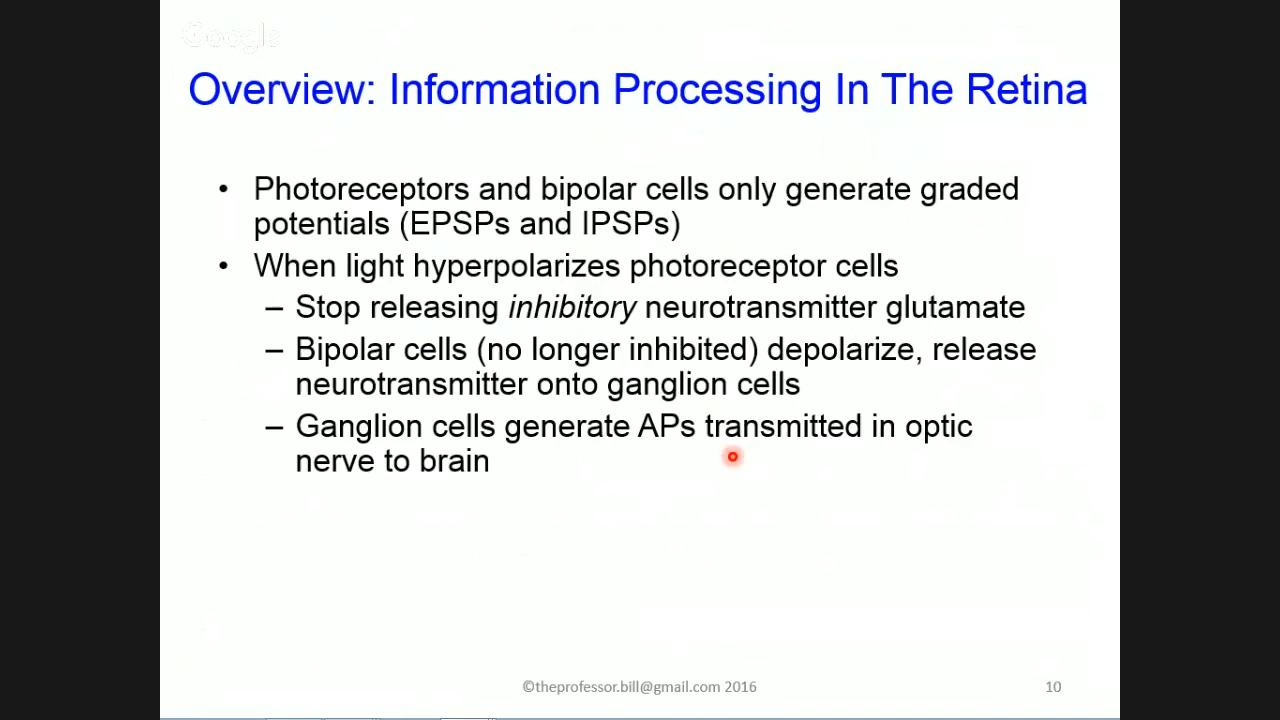 Google
Overview: Information Processing In The Retina
• Photoreceptors and bipolar cells only generate graded
potentials (EPSPs and IPSPs)
• When light hyperpolarizes photoreceptor cells
– Stop releasing inhibitory neurotransmitter glutamate
– Bipolar cells (no longer inhibited) depolarize, release
neurotransmitter onto ganglion cells
– Ganglion cells generate APs transmitted in optic
nerve to brain
©theprofessor.bill@gmail.com 2016
10